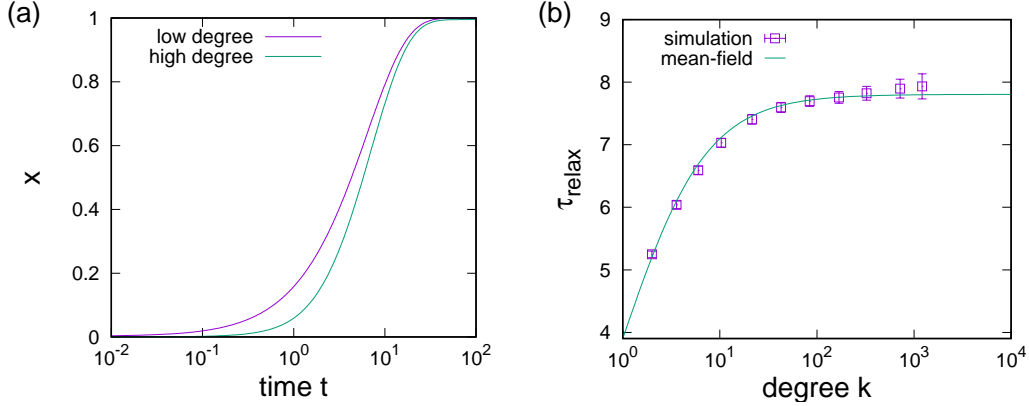 (a)
low degree
high degree
x
1
0.8
0.6
0.4
0.2
0
10^-2
10^-1
10^0
10^1
10^2
time t
(b)
simulation
mean-field
τ_relax
9
8
7
6
5
4
10^0
10^1
10^2
10^3
10^4
degree k